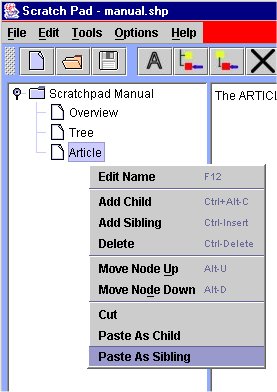 Scratch Pad - manual.shp
File Edit Tools Options Help
A
Scratchpad Manual
Overview
Tree
Article
The ARTICL
Edit Name F12
Add Child Ctrl+Alt-C
Add Sibling Ctrl-Insert
Delete Ctrl-Delete
Move Node Up Alt-U
Move Node Down Alt-D
Cut
Paste As Child
Paste As Sibling